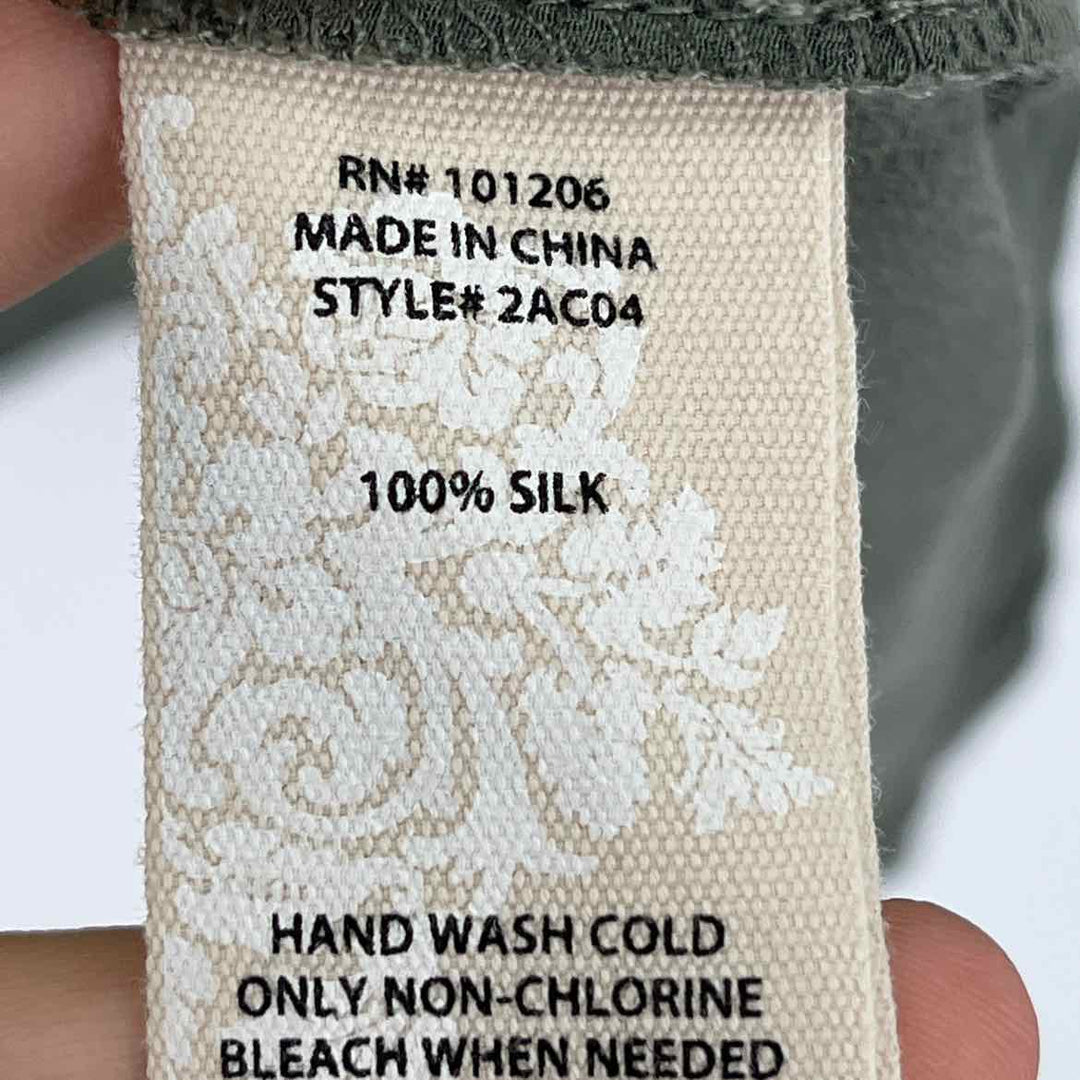 RN# 101206
MADE IN CHINA
STYLE# 2AC04
100% SILK
HAND WASH COLD
ONLY NON-CHLORINE
BLEACH WHEN NEEDED